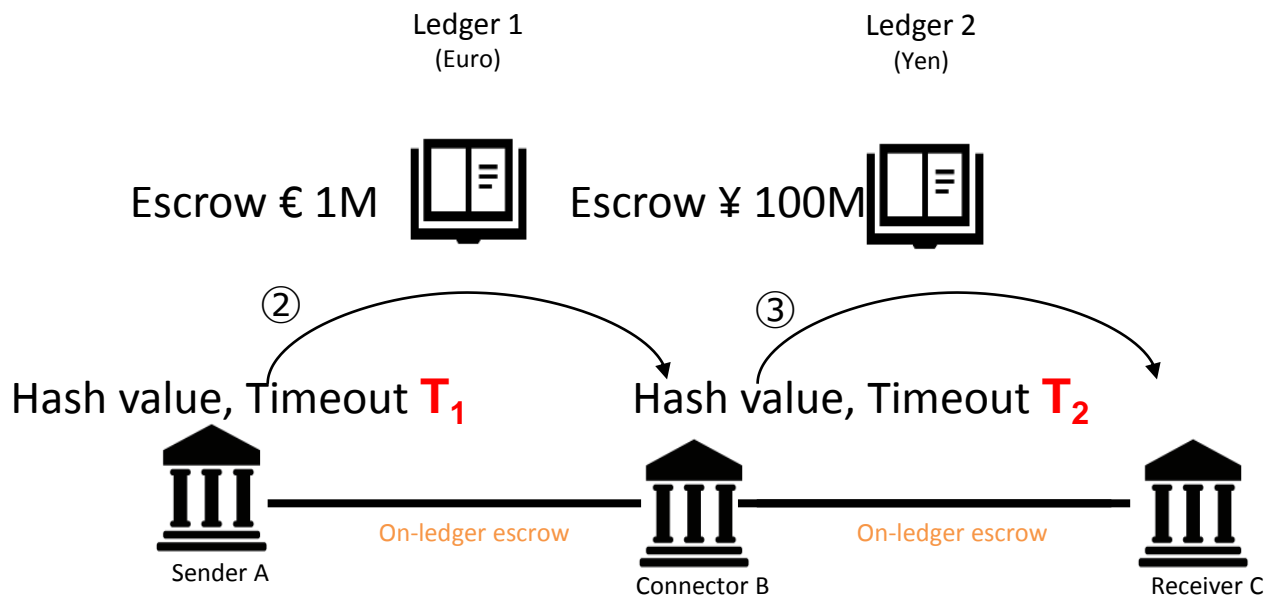 Ledger 1
(Euro)
Ledger 2
(Yen)
Escrow € 1M
Escrow ¥ 100M
②
③
Hash value, Timeout T₁
Hash value, Timeout T₂
On-ledger escrow
On-ledger escrow
Sender A
Connector B
Receiver C